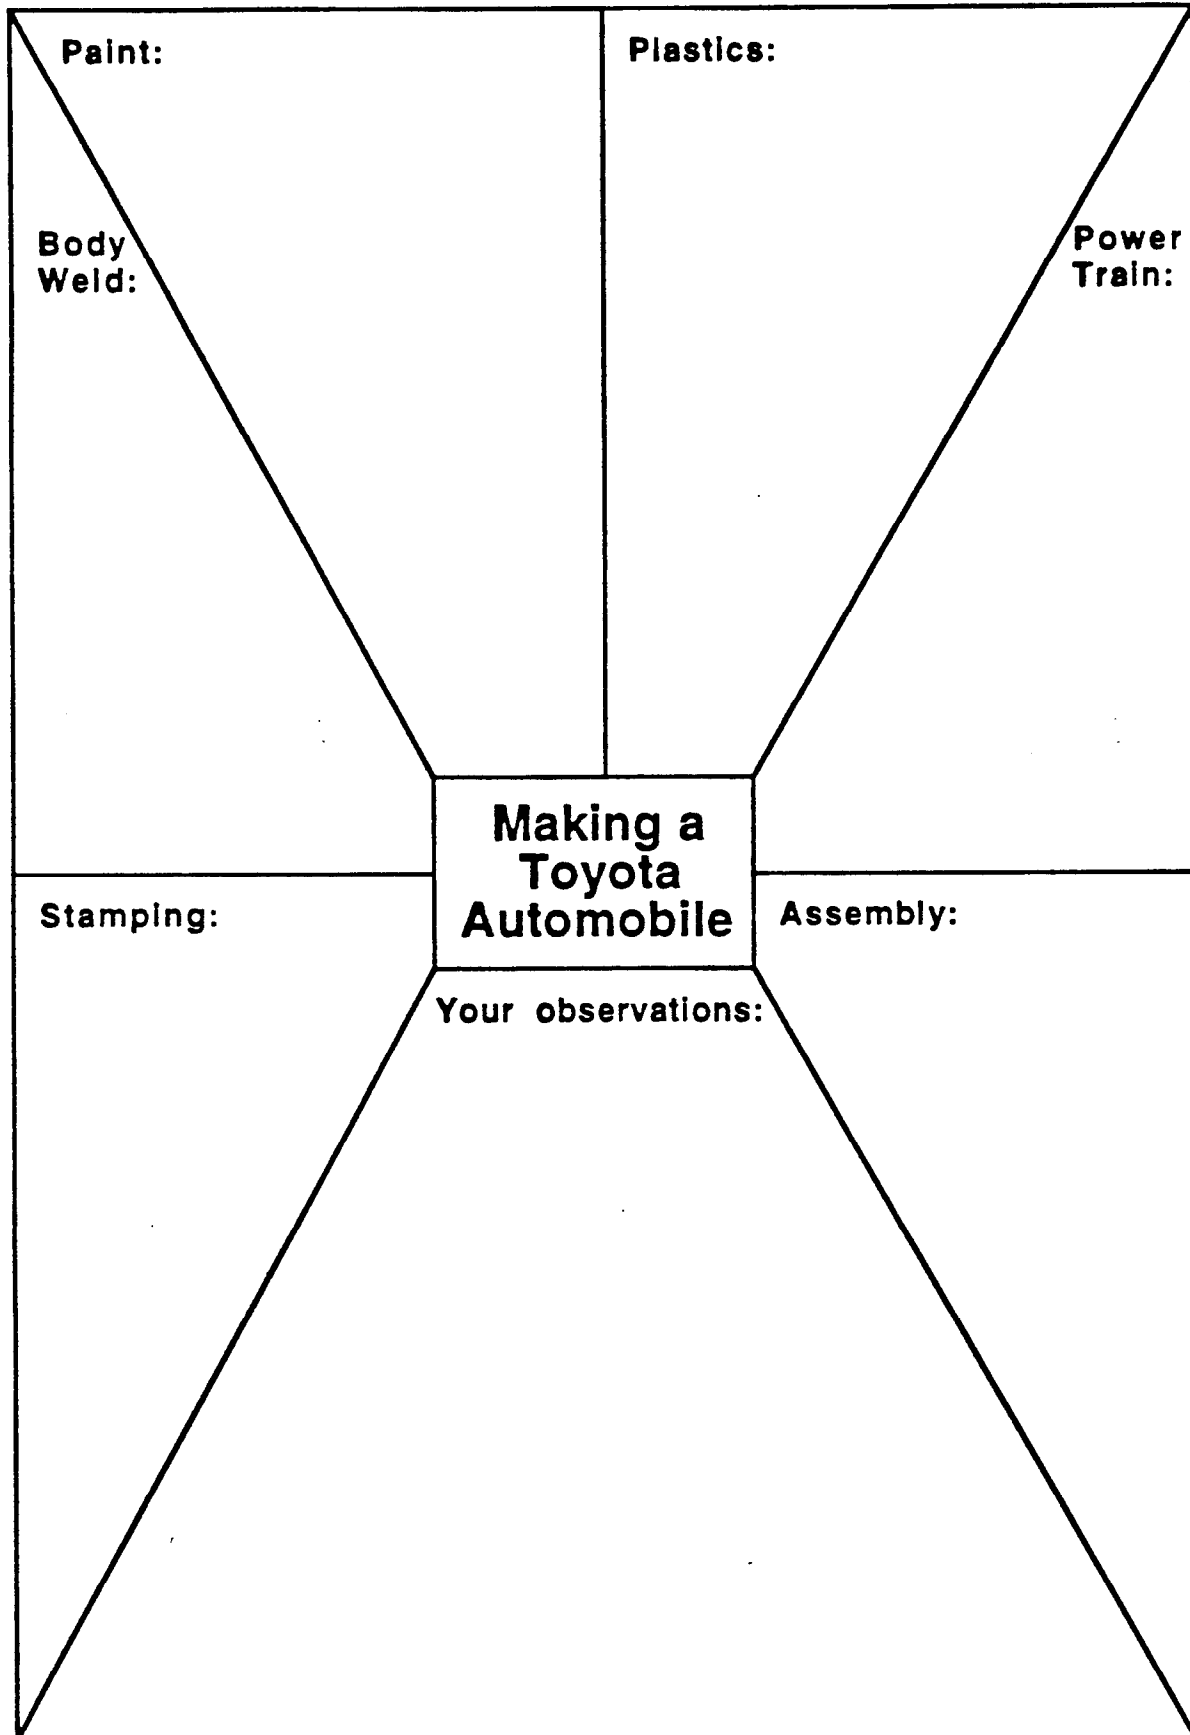 Paint:
Plastics:
Body
Weld:
Power
Train:
Making a
Toyota
Automobile
Stamping:
Assembly:
Your observations: